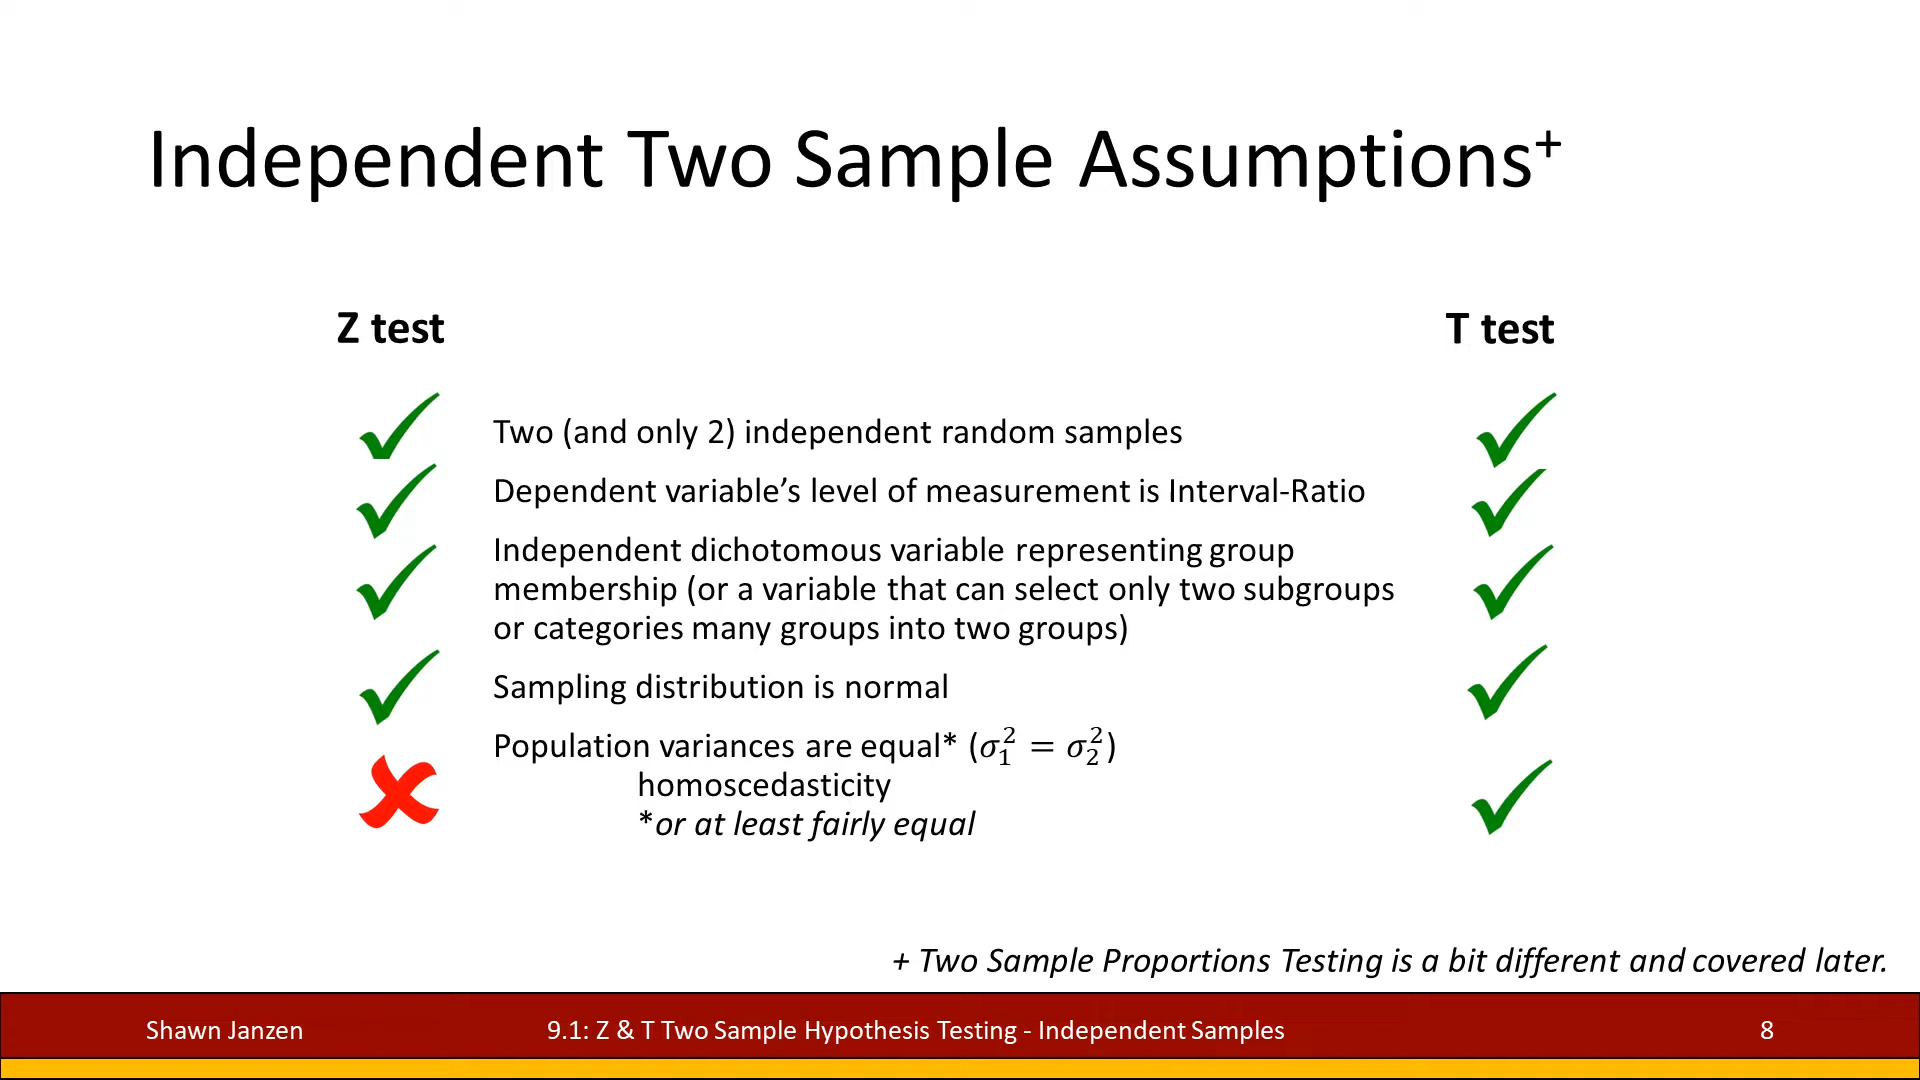 Independent Two Sample Assumptions⁺
Z test
T test
Two (and only 2) independent random samples
Dependent variable’s level of measurement is Interval-Ratio
Independent dichotomous variable representing group
membership (or a variable that can select only two subgroups
or categories many groups into two groups)
Sampling distribution is normal
Population variances are equal* (σ₁² = σ₂²)
homoscedasticity
*or at least fairly equal
+ Two Sample Proportions Testing is a bit different and covered later.
Shawn Janzen
9.1: Z & T Two Sample Hypothesis Testing - Independent Samples
8